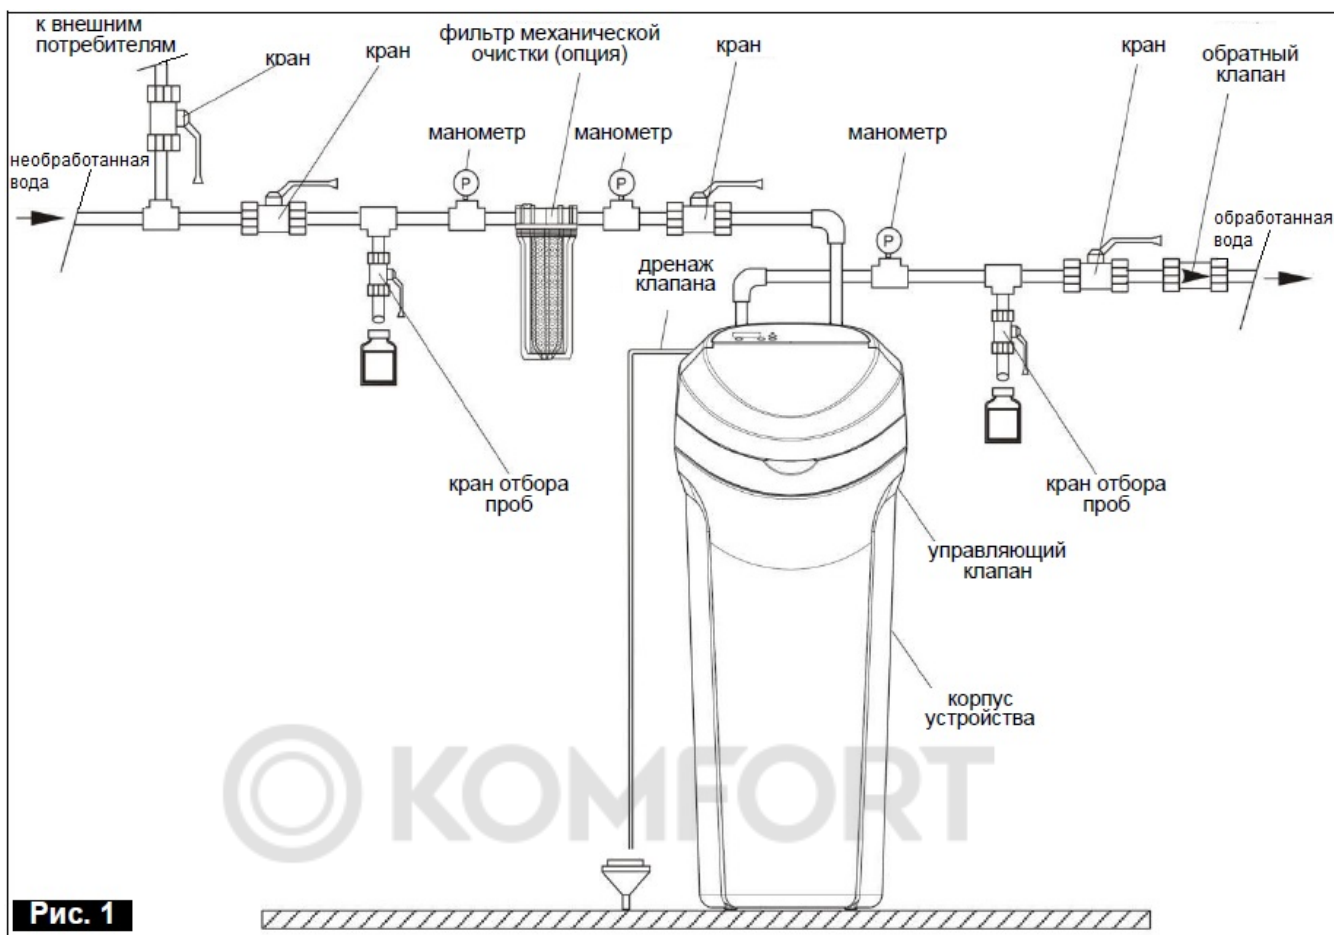 к внешним
потребителям
кран
кран
фильтр механической
очистки (опция)
кран
кран
обратный
клапан
манометр
манометр
манометр
необработанная
вода
P
P
P
обработанная
вода
дренаж
клапана
кран отбора
проб
кран отбора
проб
управляющий
клапан
корпус
устройства
KOMFORT
Рис. 1